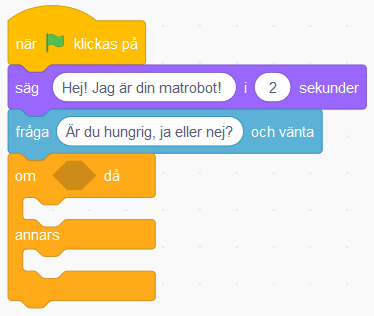 när klickas på
säg Hej! Jag är din matrobot! i 2 sekunder
fråga Är du hungrig, ja eller nej? och vänta
om då
annars